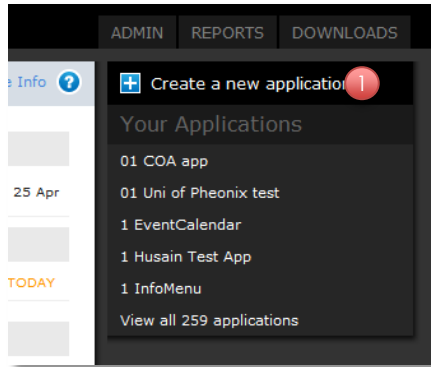 ADMIN REPORTS DOWNLOADS
e Info ?
Create a new application 1
Your Applications
01 COA app
01 Uni of Pheonix test
25 Apr
1 EventCalendar
1 Husain Test App
1 InfoMenu
TODAY
View all 259 applications